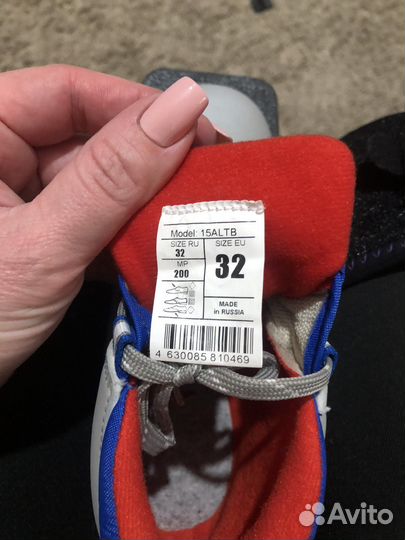 Model: 15ALTB
SIZE RU
32
MP
200
SIZE EU
32
MADE
in RUSSIA
4 630085 810469
Avito